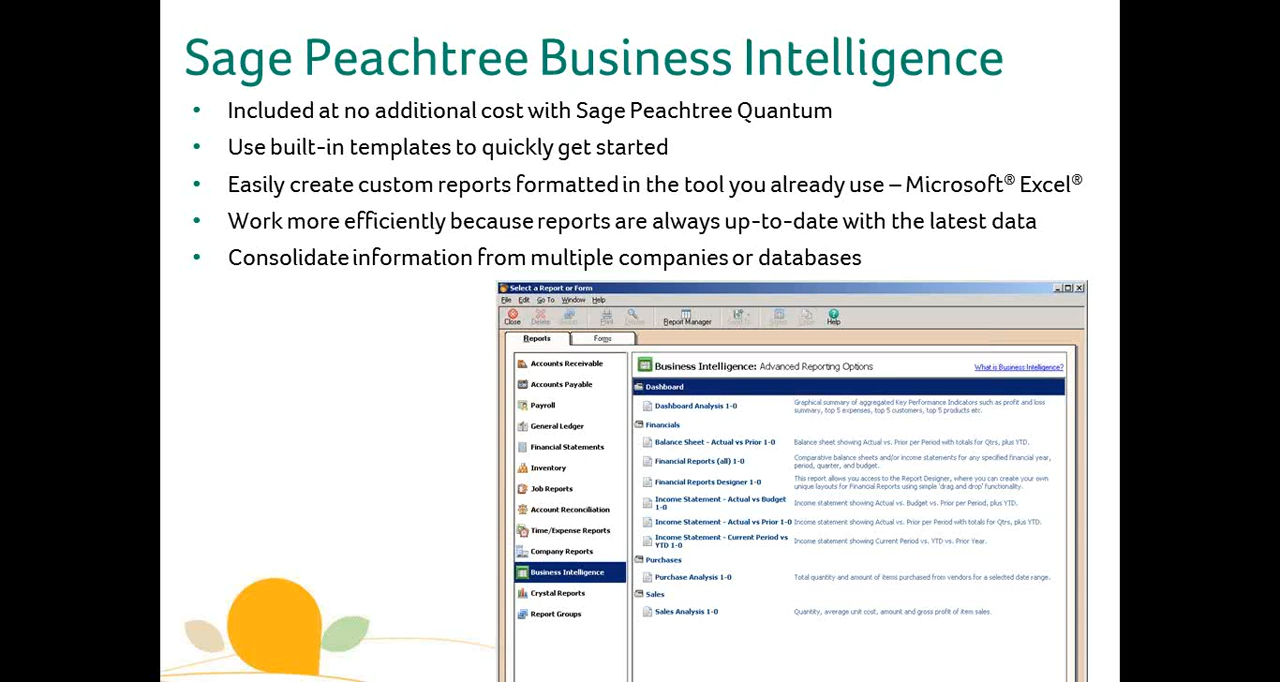 Sage Peachtree Business Intelligence
• Included at no additional cost with Sage Peachtree Quantum
• Use built-in templates to quickly get started
• Easily create custom reports formatted in the tool you already use – Microsoft® Excel®
• Work more efficiently because reports are always up-to-date with the latest data
• Consolidate information from multiple companies or databases
Select a Report or Form
File Edit Go To Window Help
Close Delete Print Report Manager Help
Reports Forms
Accounts Receivable
Accounts Payable
Payroll
General Ledger
Financial Statements
Inventory
Job Reports
Account Reconciliation
Time/Expense Reports
Company Reports
Business Intelligence
Crystal Reports
Report Groups
Business Intelligence: Advanced Reporting Options What is Business Intelligence?
Dashboard
Dashboard Analysis 1-0 Graphical summary of aggregated Key Performance Indicators such as profit and loss
summary, top 5 expenses, top 5 customers, top 5 products etc.
Financials
Balance Sheet - Actual vs Prior 1-0 Balance sheet showing Actual vs. Prior per Period with totals for Qtrs, plus YTD.
Financial Reports (all) 1-0 Comparative balance sheets and/or income statements for any specified financial year,
period, quarter, and budget.
Financial Reports Designer 1-0 This report allows you access to the Report Designer, where you can create your own
unique layouts for Financial Reports using simple 'drag and drop' functionality.
Income Statement - Actual vs Budget
1-0 Income statement showing Actual vs. Budget vs. Prior per Period, plus YTD.
Income Statement - Actual vs Prior 1-0 Income statement showing Actual vs. Prior per Period with totals for Qtrs, plus YTD.
Income Statement - Current Period vs
YTD 1-0 Income statement showing Current Period vs. YTD vs. Prior Year.
Purchases
Purchase Analysis 1-0 Total quantity and amount of items purchased from vendors for a selected date range.
Sales
Sales Analysis 1-0 Quantity, average unit cost, amount and gross profit of item sales.